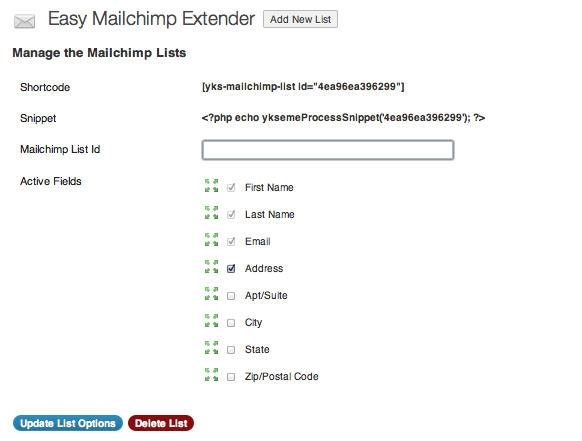 Easy Mailchimp Extender Add New List
Manage the Mailchimp Lists
Shortcode [yks-mailchimp-list id="4ea96ea396299"]
Snippet <?php echo yksemeProcessSnippet('4ea96ea396299'); ?>
Mailchimp List Id
Active Fields
First Name
Last Name
Email
Address
Apt/Suite
City
State
Zip/Postal Code
Update List Options Delete List